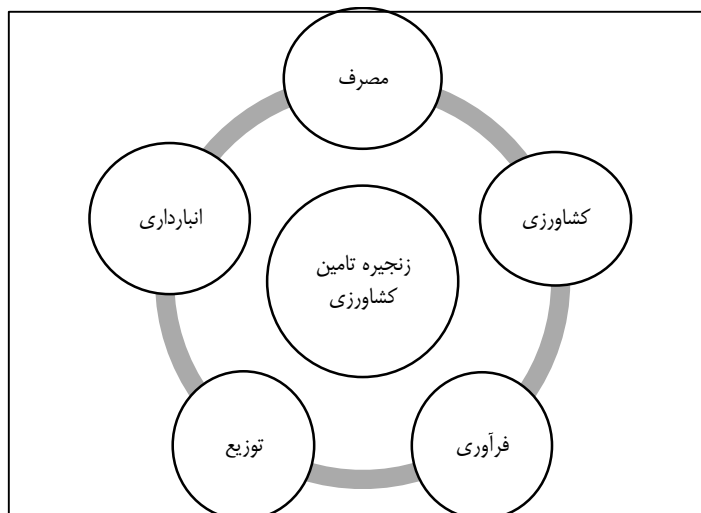 مصرف
کشاورزی
انبارداری
زنجیره تامین
کشاورزی
فرآوری
توزیع